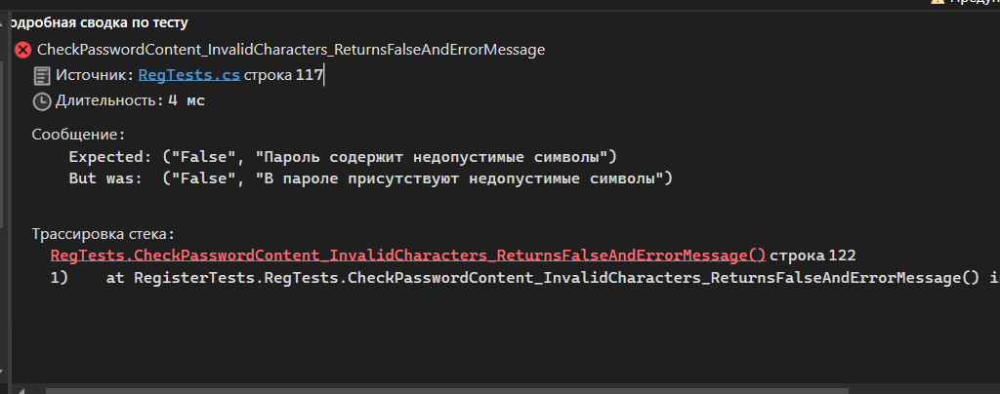 Предуп
одробная сводка по тесту
CheckPasswordContent_InvalidCharacters_ReturnsFalseAndErrorMessage
Источник: RegTests.cs строка 117
Длительность: 4 мс
Сообщение:
Expected: ("False", "Пароль содержит недопустимые символы")
But was: ("False", "В пароле присутствуют недопустимые символы")
Трассировка стека:
RegTests.CheckPasswordContent_InvalidCharacters_ReturnsFalseAndErrorMessage() строка 122
1) at RegisterTests.RegTests.CheckPasswordContent_InvalidCharacters_ReturnsFalseAndErrorMessage() i